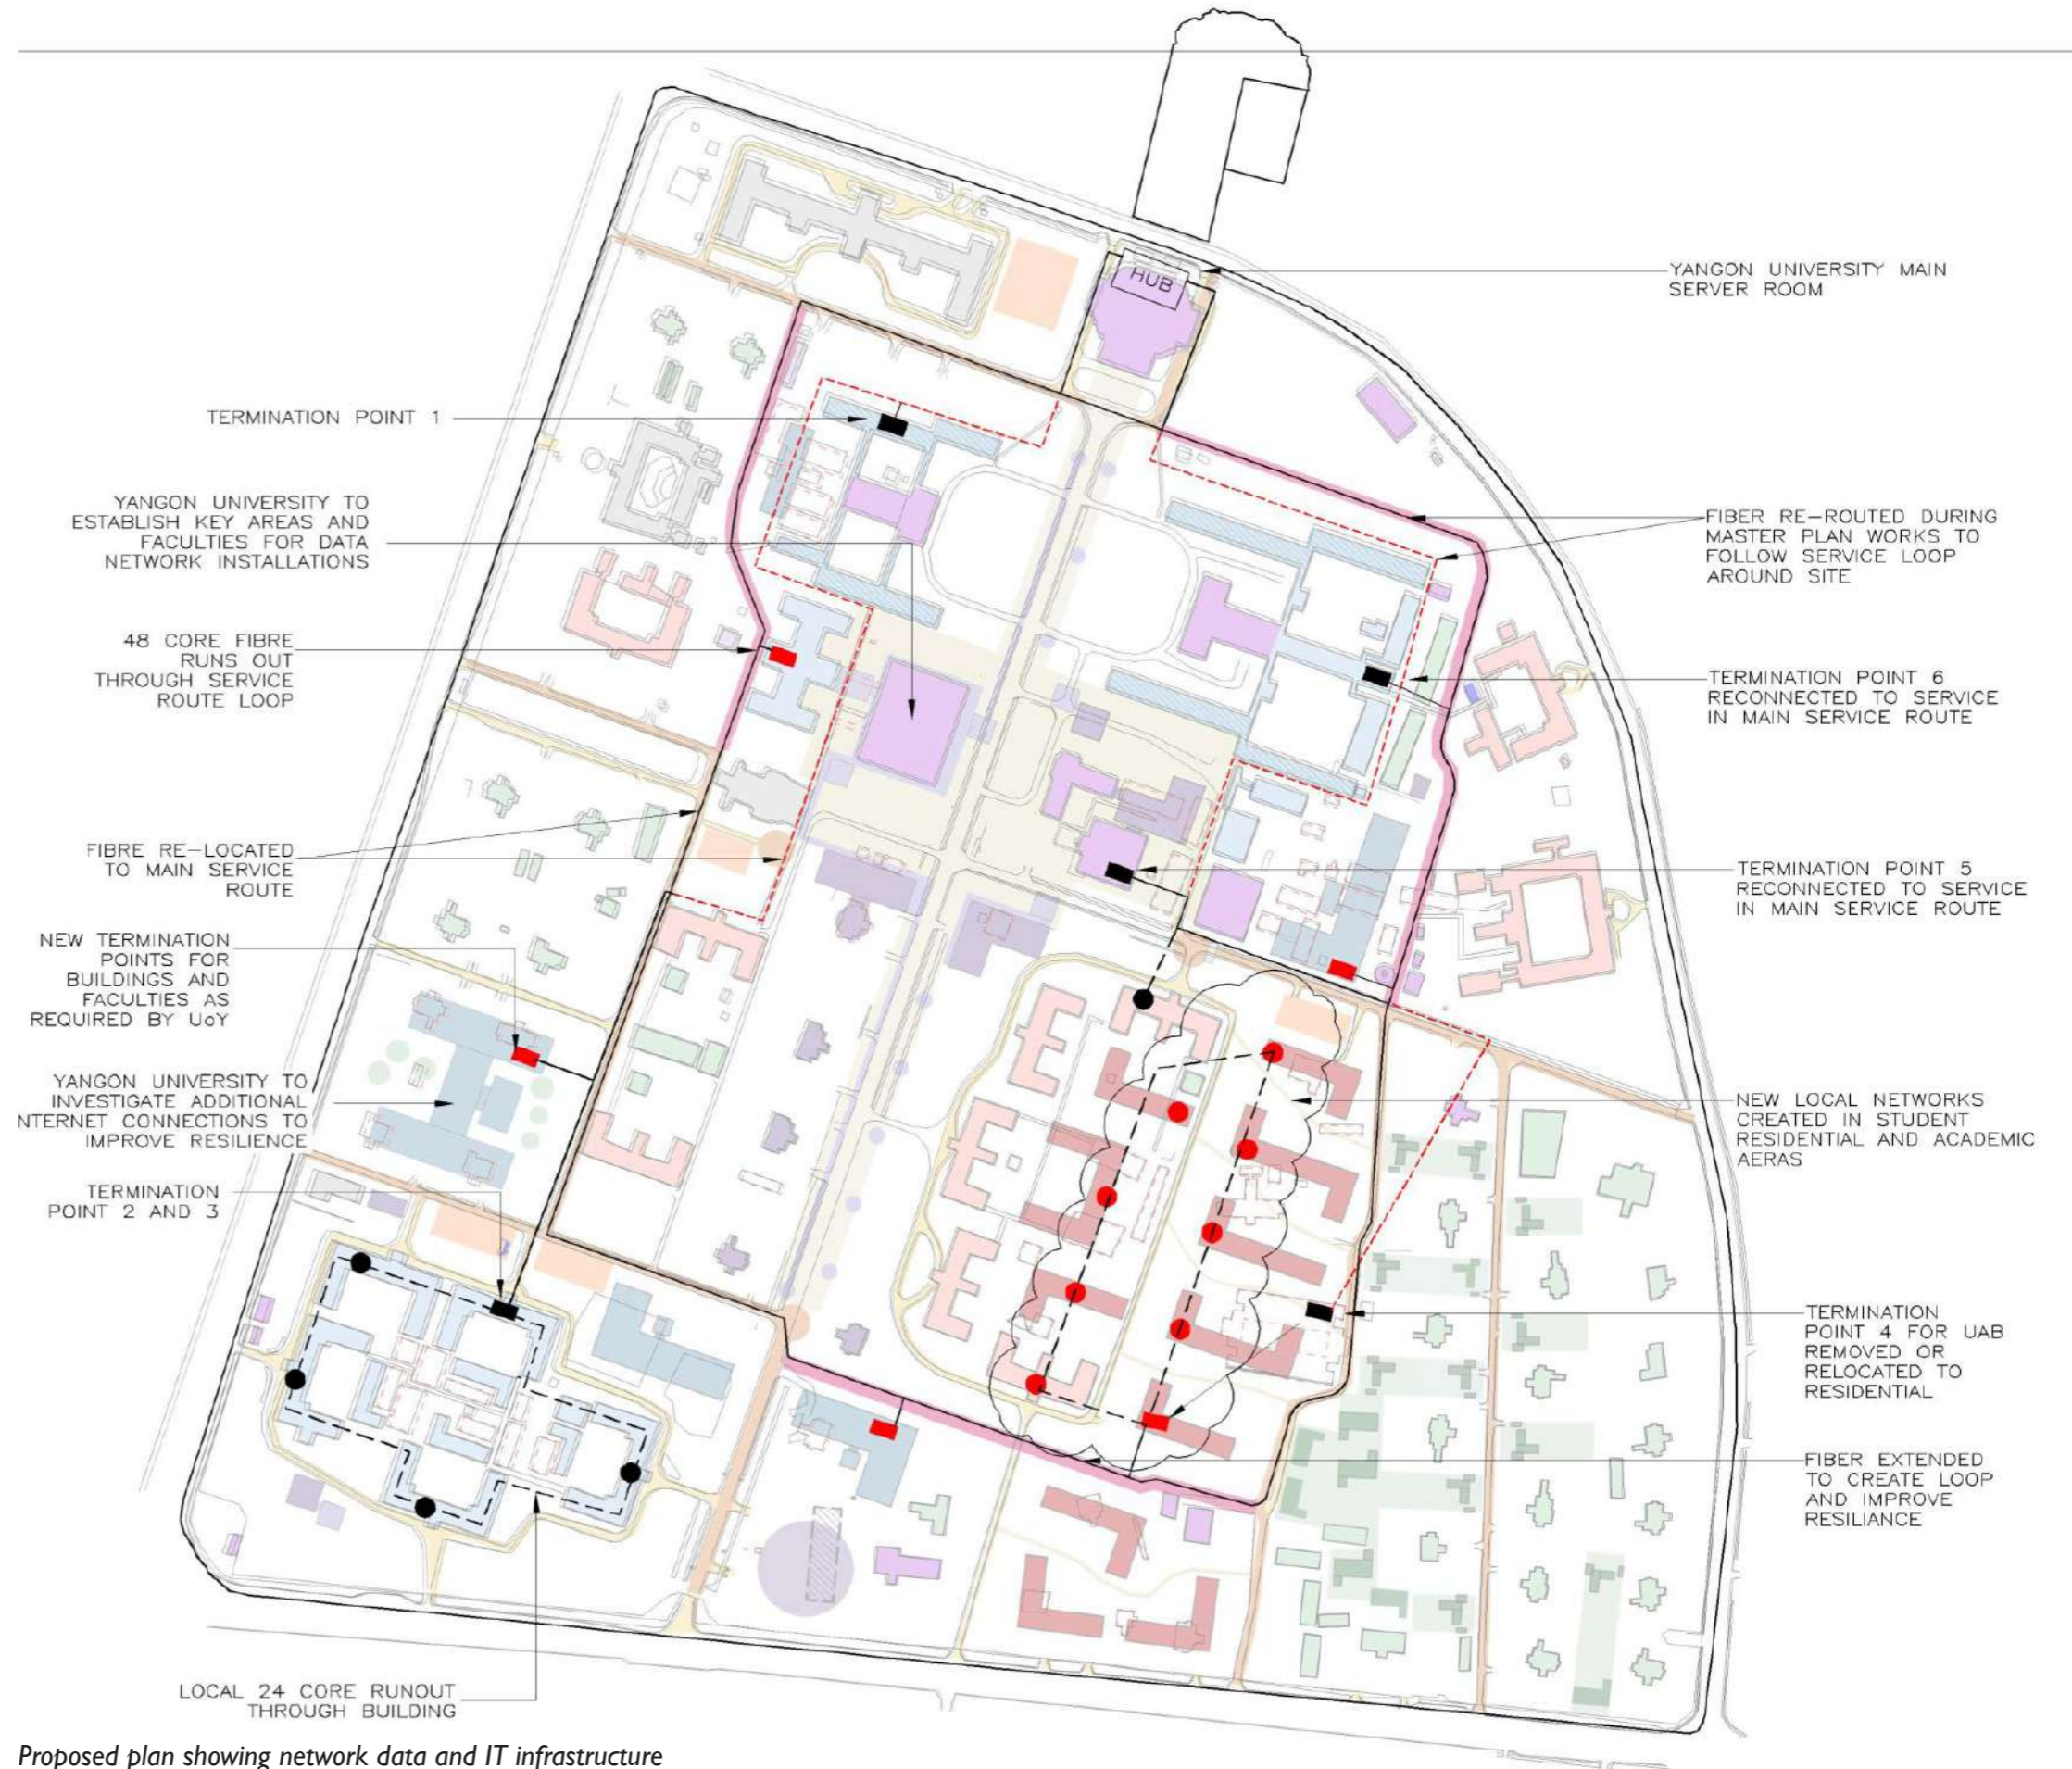 HUB
YANGON UNIVERSITY MAIN
SERVER ROOM
TERMINATION POINT 1
YANGON UNIVERSITY TO
ESTABLISH KEY AREAS AND
FACULTIES FOR DATA
NETWORK INSTALLATIONS
FIBER RE-ROUTED DURING
MASTER PLAN WORKS TO
FOLLOW SERVICE LOOP
AROUND SITE
48 CORE FIBRE
RUNS OUT
THROUGH SERVICE
ROUTE LOOP
TERMINATION POINT 6
RECONNECTED TO SERVICE
IN MAIN SERVICE ROUTE
FIBRE RE-LOCATED
TO MAIN SERVICE
ROUTE
TERMINATION POINT 5
RECONNECTED TO SERVICE
IN MAIN SERVICE ROUTE
NEW TERMINATION
POINTS FOR
BUILDINGS AND
FACULTIES AS
REQUIRED BY UoY
YANGON UNIVERSITY TO
INVESTIGATE ADDITIONAL
NTERNET CONNECTIONS TO
IMPROVE RESILIENCE
NEW LOCAL NETWORKS
CREATED IN STUDENT
RESIDENTIAL AND ACADEMIC
AERAS
TERMINATION
POINT 2 AND 3
TERMINATION
POINT 4 FOR UAB
REMOVED OR
RELOCATED TO
RESIDENTIAL
FIBER EXTENDED
TO CREATE LOOP
AND IMPROVE
RESILIANCE
LOCAL 24 CORE RUNOUT
THROUGH BUILDING
Proposed plan showing network data and IT infrastructure